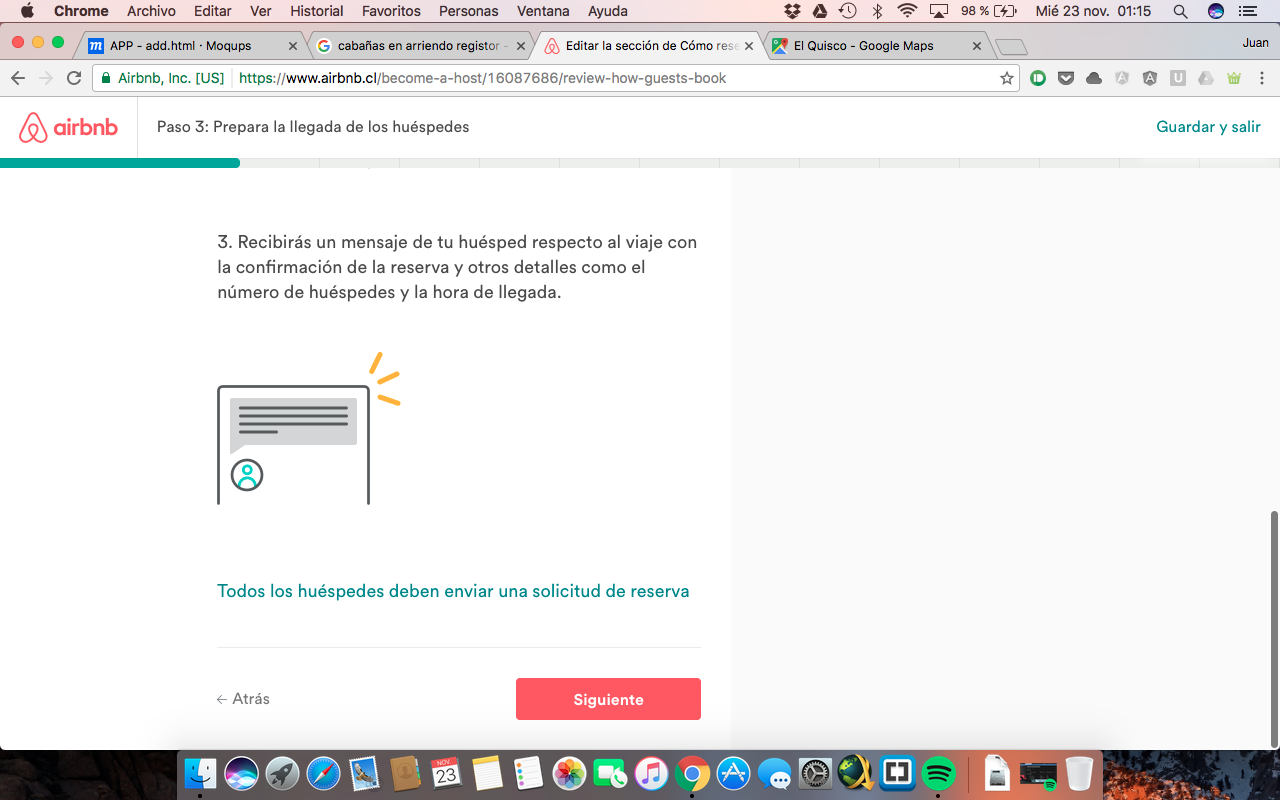 Chrome Archivo Editar Ver Historial Favoritos Personas Ventana Ayuda 98 % Mié 23 nov. 01:15
APP - add.html · Moqups cabañas en arriendo registor - Editar la sección de Cómo rese El Quisco - Google Maps Juan
Airbnb, Inc. [US] https://www.airbnb.cl/become-a-host/16087686/review-how-guests-book
airbnb Paso 3: Prepara la llegada de los huéspedes Guardar y salir
3. Recibirás un mensaje de tu huésped respecto al viaje con
la confirmación de la reserva y otros detalles como el
número de huéspedes y la hora de llegada.
Todos los huéspedes deben enviar una solicitud de reserva
← Atrás Siguiente
NOV
23